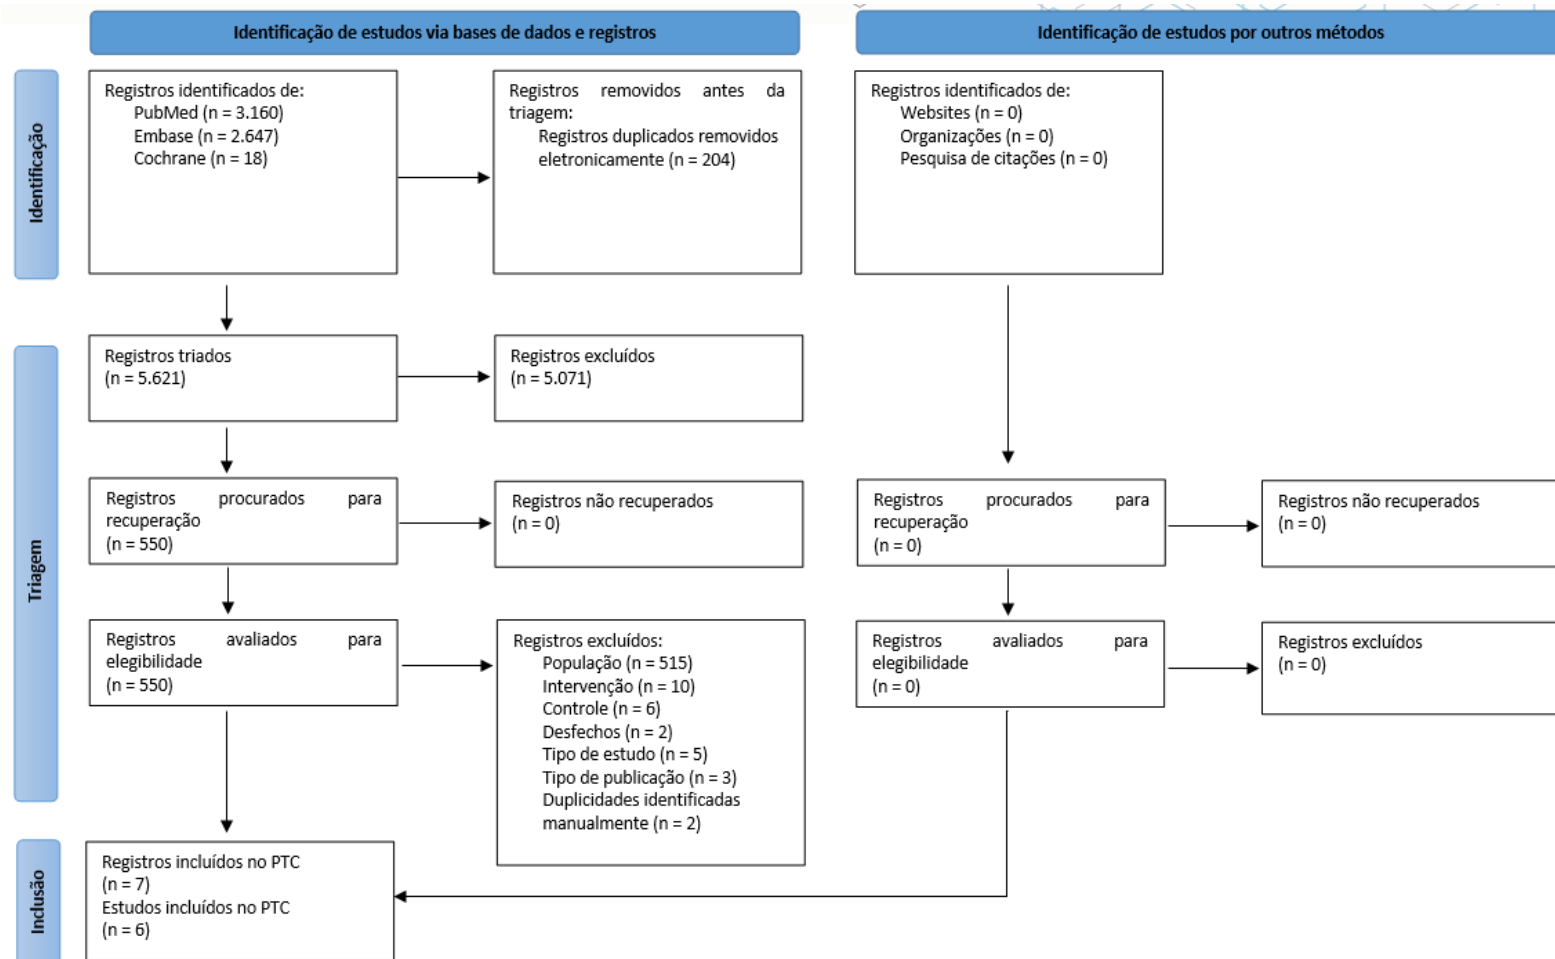 Identificação de estudos via bases de dados e registros
Identificação de estudos por outros métodos
Identificação
Registros identificados de:
PubMed (n = 3.160)
Embase (n = 2.647)
Cochrane (n = 18)
Registros removidos antes da
triagem:
Registros duplicados removidos
eletronicamente (n = 204)
Registros identificados de:
Websites (n = 0)
Organizações (n = 0)
Pesquisa de citações (n = 0)
Triagem
Registros triados
(n = 5.621)
Registros excluídos
(n = 5.071)
Registros procurados para
recuperação
(n = 550)
Registros não recuperados
(n = 0)
Registros procurados para
recuperação
(n = 0)
Registros não recuperados
(n = 0)
Registros avaliados para
elegibilidade
(n = 550)
Registros excluídos:
População (n = 515)
Intervenção (n = 10)
Controle (n = 6)
Desfechos (n = 2)
Tipo de estudo (n = 5)
Tipo de publicação (n = 3)
Duplicidades identificadas
manualmente (n = 2)
Registros avaliados para
elegibilidade
(n = 0)
Registros excluídos
(n = 0)
Inclusão
Registros incluídos no PTC
(n = 7)
Estudos incluídos no PTC
(n = 6)